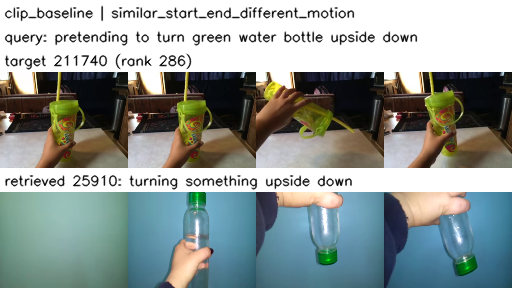 clip_baseline | similar_start_end_different_motion
query: pretending to turn green water bottle upside down
target 211740 (rank 286)
retrieved 25910: turning something upside down